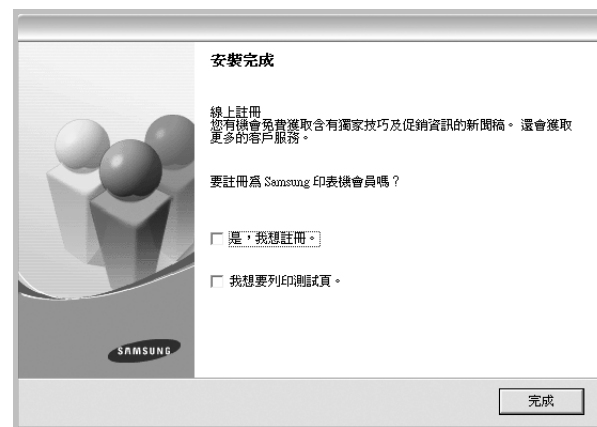 安裝完成
線上註冊
您有機會免費獲取含有獨家技巧及促銷資訊的新聞稿。 還會獲取
更多的客戶服務。
要註冊為 Samsung 印表機會員嗎？
是，我想註冊。
我想要列印測試頁。
SAMSUNG
完成